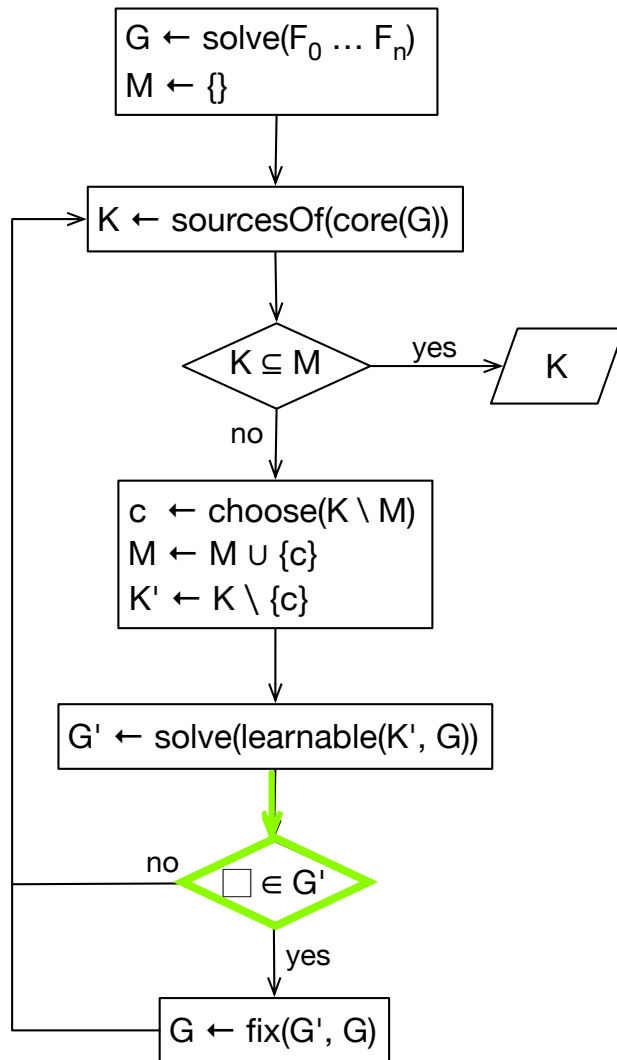 G ← solve(F₀ … Fₙ)
M ← {}
K ← sourcesOf(core(G))
K ⊆ M
yes
K
no
c ← choose(K \ M)
M ← M ∪ {c}
K' ← K \ {c}
G' ← solve(learnable(K', G))
no
□ ∈ G'
yes
G ← fix(G', G)